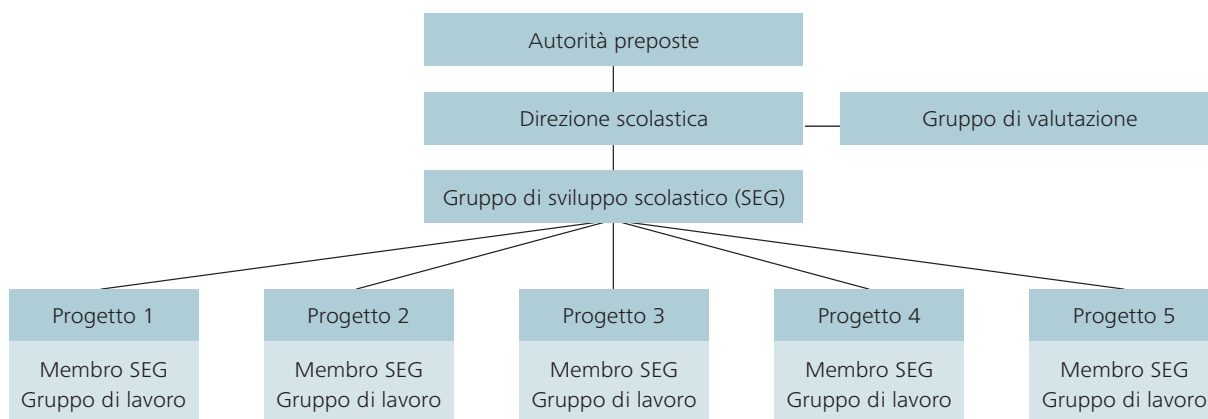 Autorità preposte
Direzione scolastica
Gruppo di valutazione
Gruppo di sviluppo scolastico (SEG)
Progetto 1
Membro SEG
Gruppo di lavoro
Progetto 2
Membro SEG
Gruppo di lavoro
Progetto 3
Membro SEG
Gruppo di lavoro
Progetto 4
Membro SEG
Gruppo di lavoro
Progetto 5
Membro SEG
Gruppo di lavoro